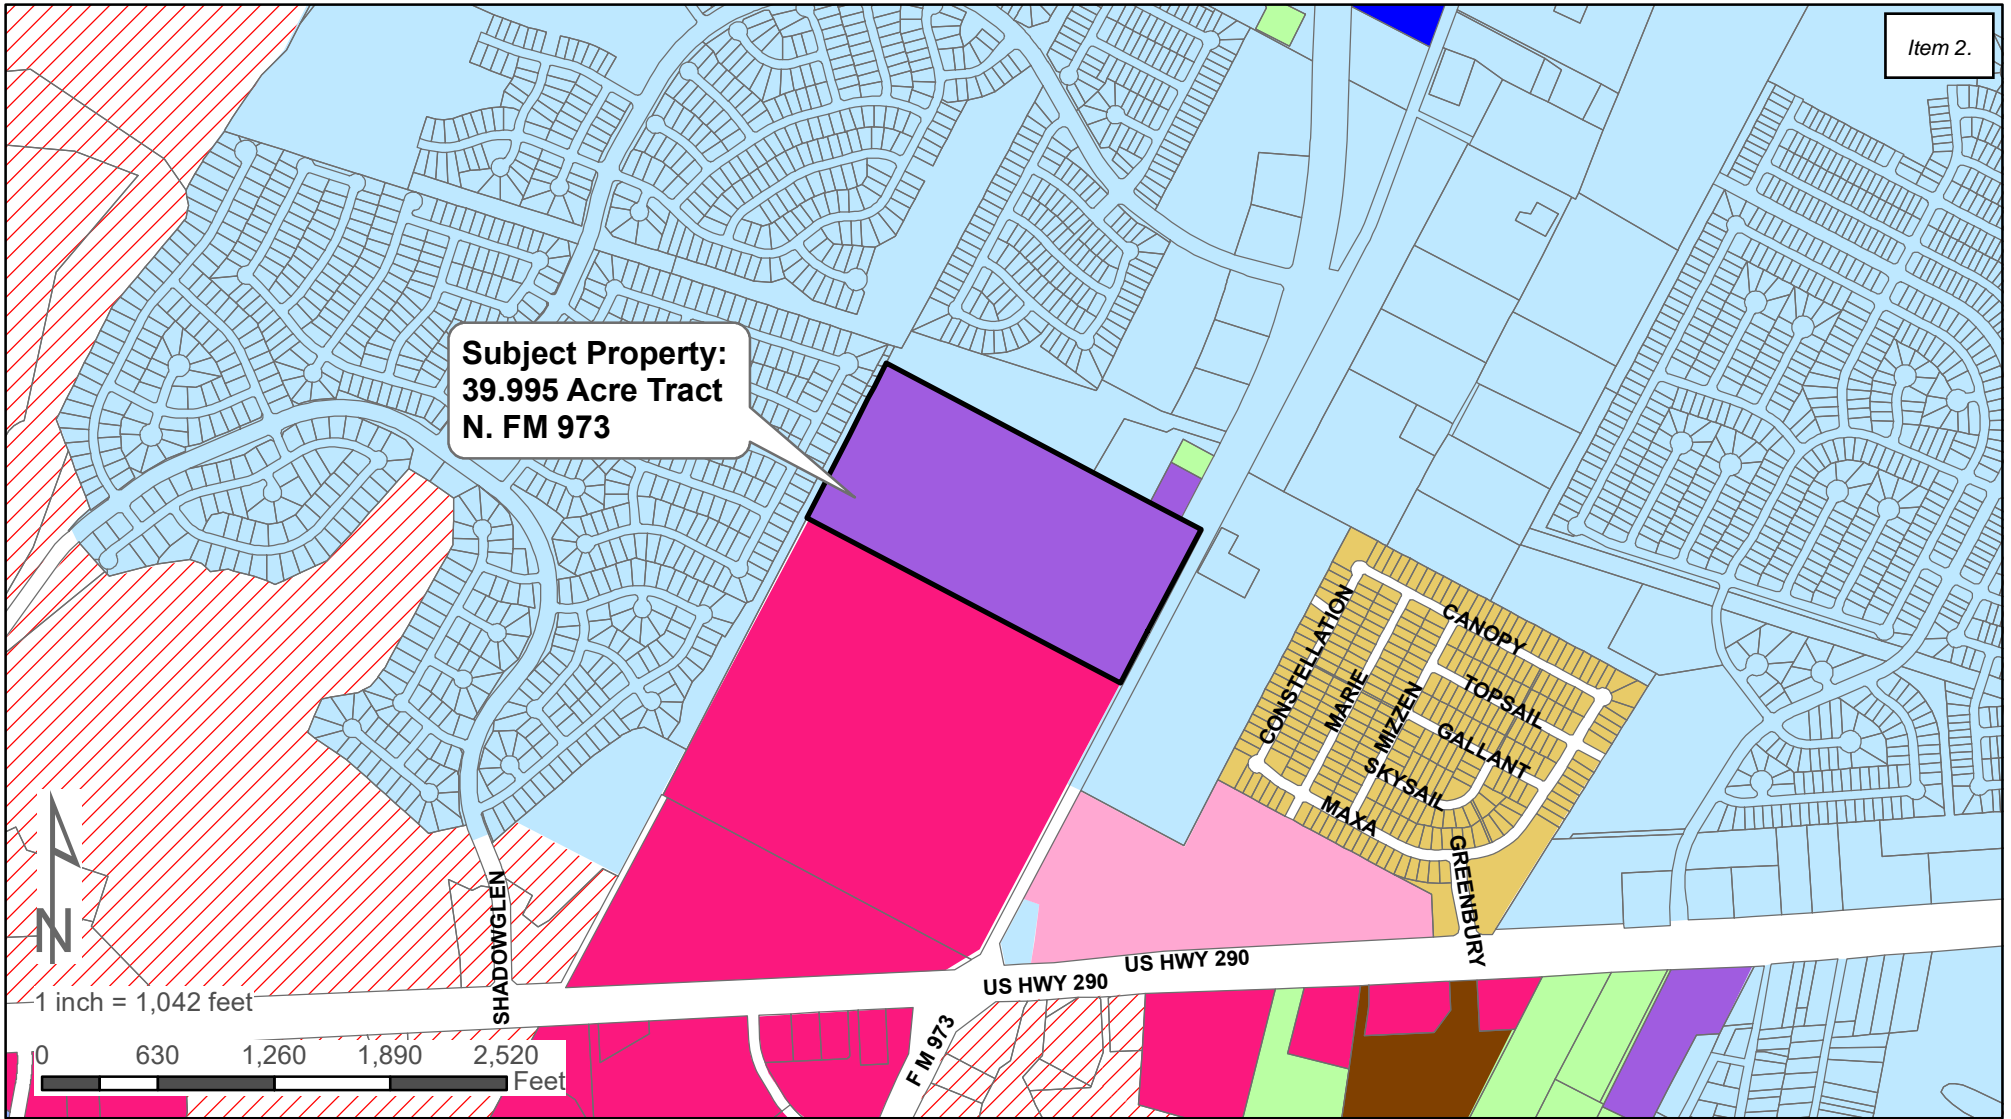 Item 2.
Subject Property:
39.995 Acre Tract
N. FM 973
CONSTELLATION
MARIE
MIZZEN
CANOPY
TOPSAIL
GALLANT
SKYSAIL
MAXA
GREENBURY
SHADOWGLEN
US HWY 290
US HWY 290
F M 973
N
1 inch = 1,042 feet
0 630 1,260 1,890 2,520
Feet